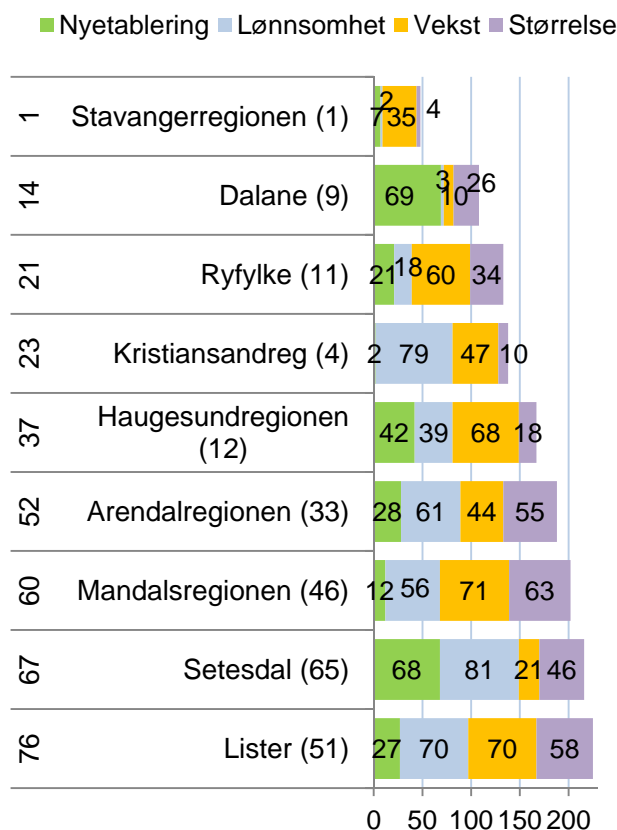 Nyetablering Lønnsomhet Vekst Størrelse
1 Stavangerregionen (1) 7 2 35 4
14 Dalane (9) 69 3 10 26
21 Ryfylke (11) 21 18 60 34
23 Kristiansandreg (4) 2 79 47 10
37 Haugesundregionen
(12) 42 39 68 18
52 Arendalregionen (33) 28 61 44 55
60 Mandalsregionen (46) 12 56 71 63
67 Setesdal (65) 68 81 21 46
76 Lister (51) 27 70 70 58
0 50 100 150 200